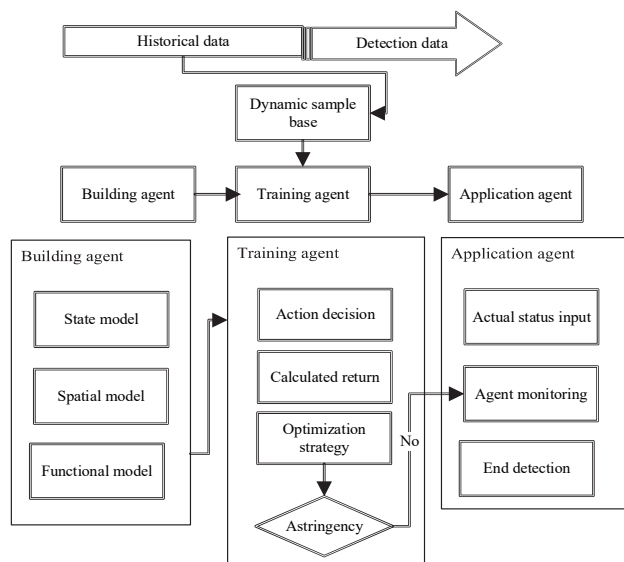 Historical data
Detection data
Dynamic sample
base
Building agent
Training agent
Application agent
Building agent
State model
Spatial model
Functional model
Training agent
Action decision
Calculated return
Optimization
strategy
Astringency
No
Application agent
Actual status input
Agent monitoring
End detection